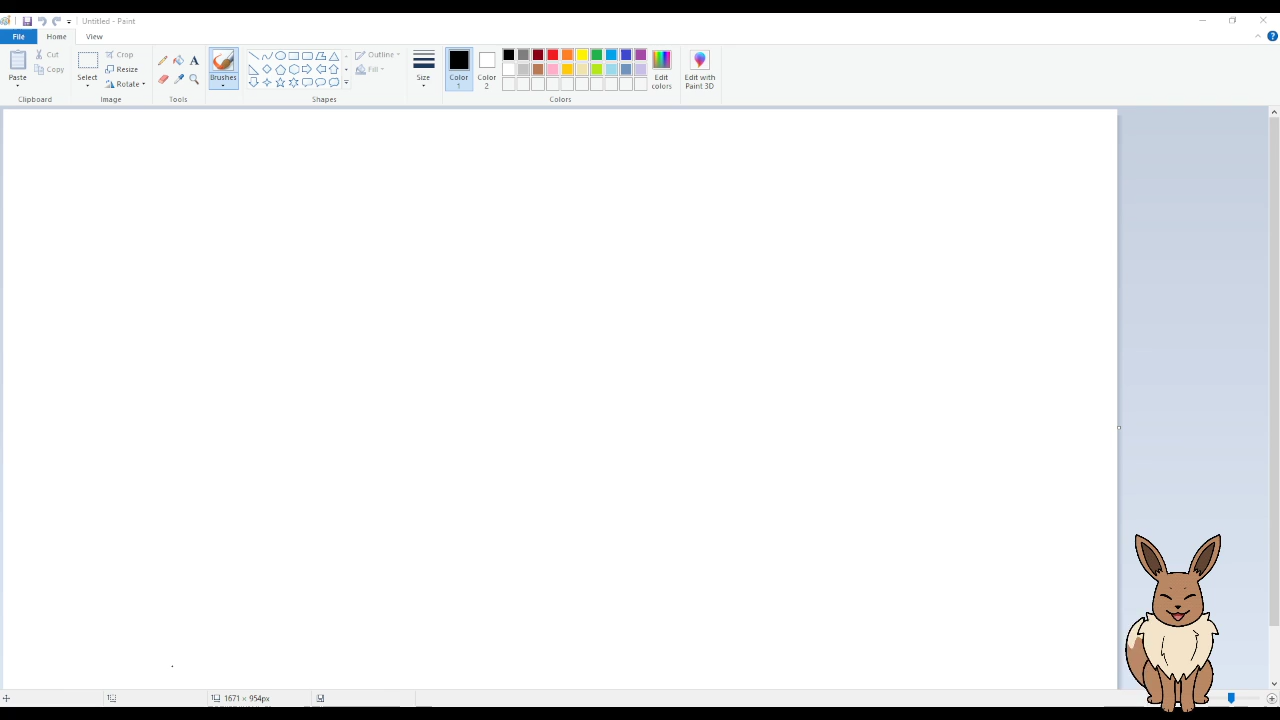 Untitled - Paint
File Home View
Paste
Cut
Copy
Clipboard
Select
Crop
Resize
Rotate
Image
A
Tools
Brushes
Outline
Fill
Shapes
Size
Color
1
Color
2
Edit
colors
Colors
Edit with
Paint 3D
1671 × 954px